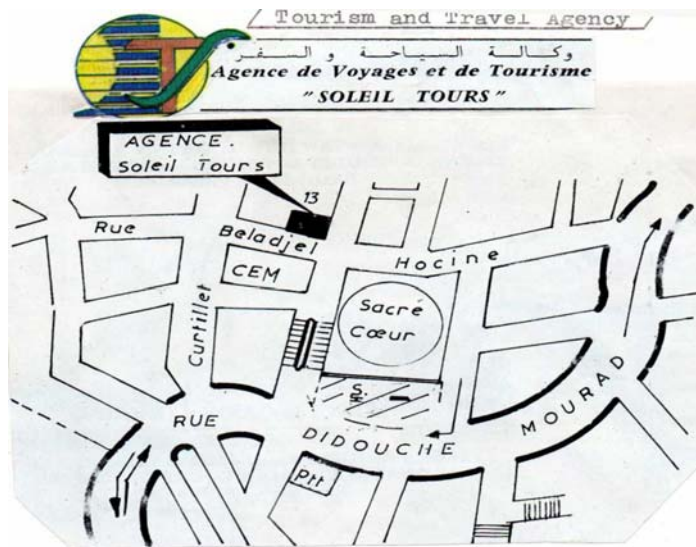 Tourism and Travel Agency
وكالة السياحة و السفر
Agence de Voyages et de Tourisme
"SOLEIL TOURS"
AGENCE.
Soleil Tours
13
Rue Beladjel Hocine
CEM
Curtillet
Sacré
Cœur
S.
RUE DIDOUCHE MOURAD
Ptt